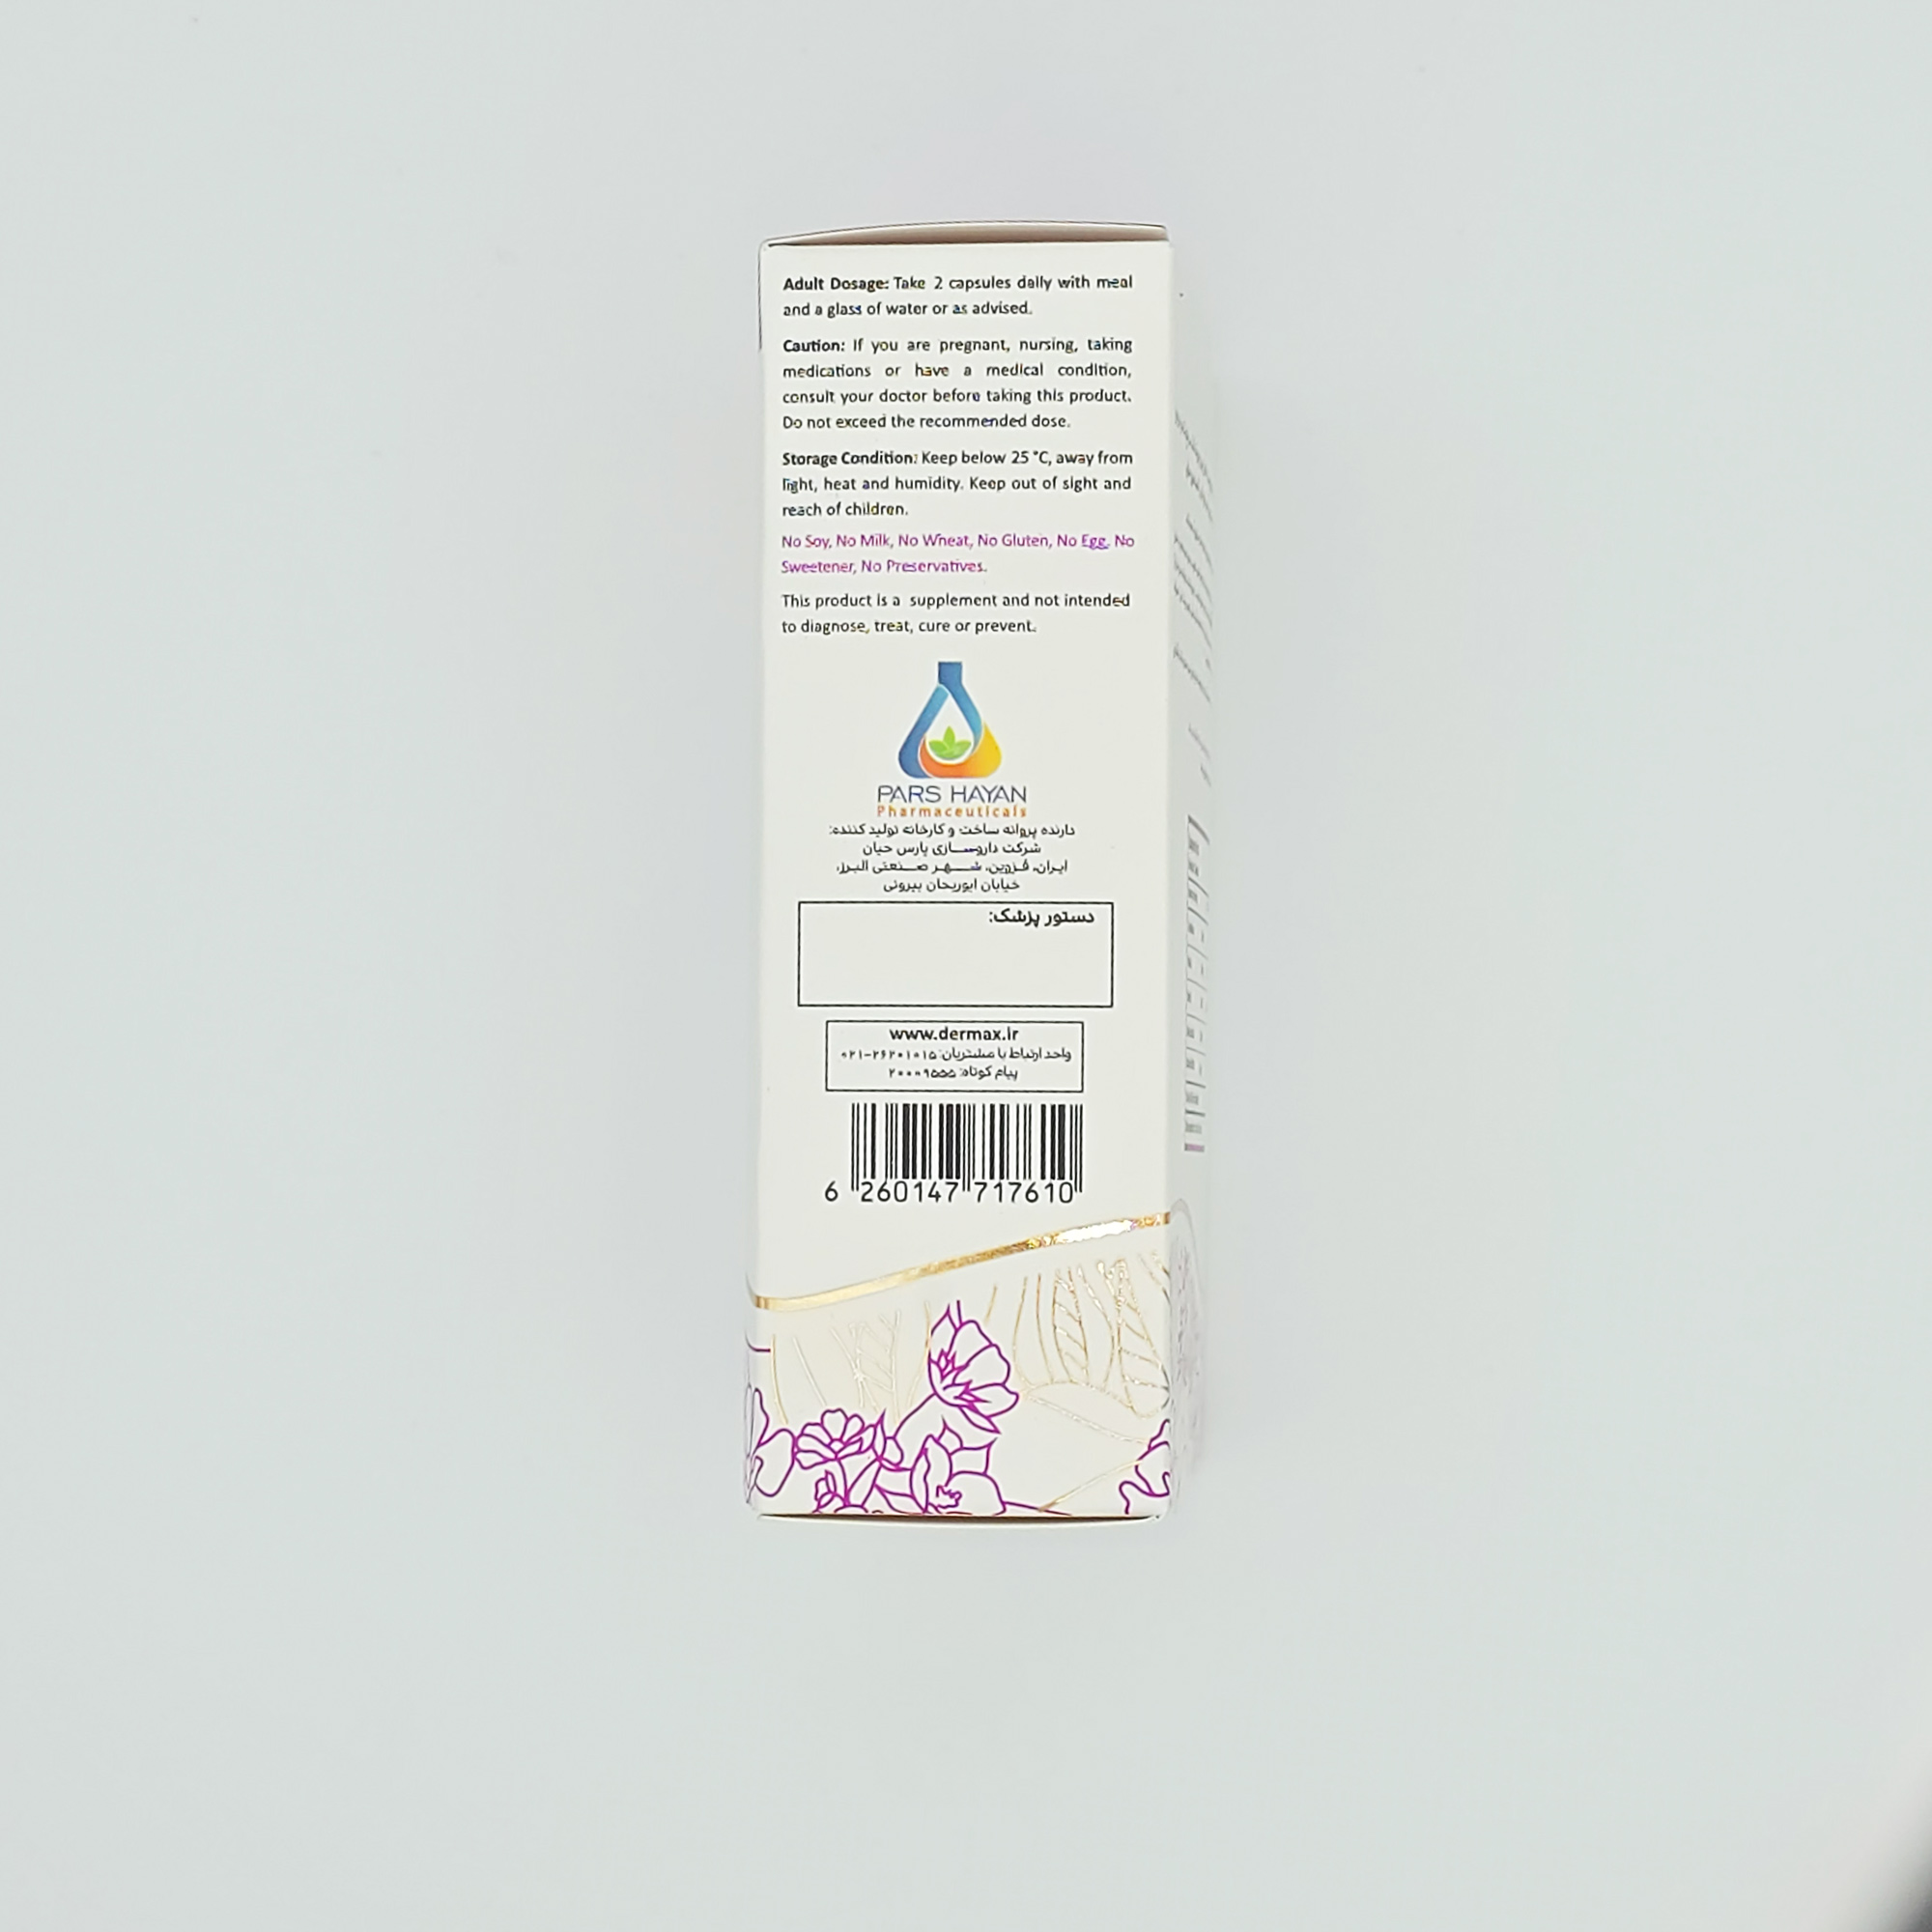 Adult Dosage: Take 2 capsules daily with meal
and a glass of water or as advised.
Caution: If you are pregnant, nursing, taking
medications or have a medical condition,
consult your doctor before taking this product.
Do not exceed the recommended dose.
Storage Condition: Keep below 25 °C, away from
light, heat and humidity. Keep out of sight and
reach of children.
No Soy, No Milk, No Wheat, No Gluten, No Egg, No
Sweetener, No Preservatives.
This product is a supplement and not intended
to diagnose, treat, cure or prevent.
PARS HAYAN
Pharmaceuticals
دارنده پروانه ساخت و کارخانه تولید کننده:
شرکت داروسازی پارس حیان
ایران، قزوین، شهر صنعتی البرز،
خیابان ابوریحان بیرونی
دستور پزشک:
www.dermax.ir
واحد ارتباط با مشتریان: ۰۲۱-۲۶۲۰۱۰۱۵
پیام کوتاه: ۲۰۰۰۹۵۵۵
6 260147 717610